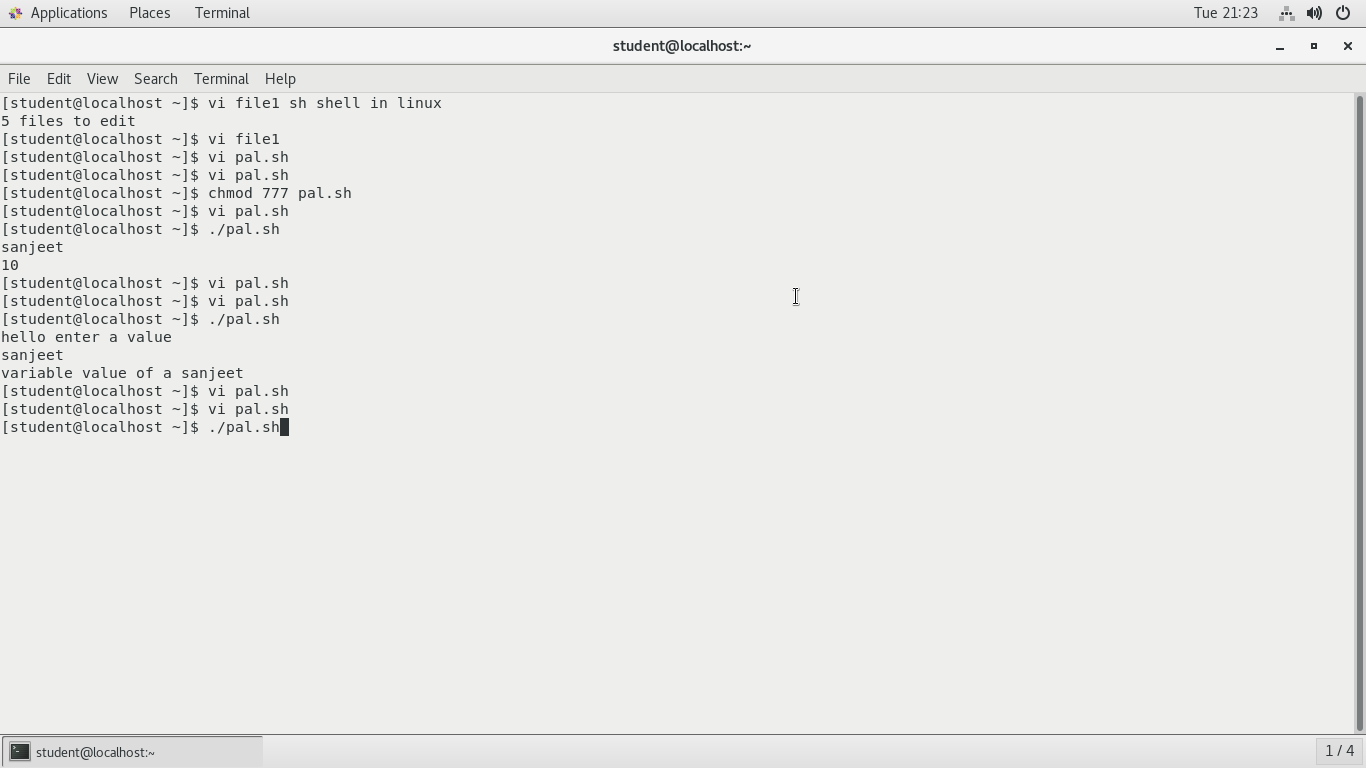 Applications Places Terminal Tue 21:23
student@localhost:~
File Edit View Search Terminal Help
[student@localhost ~]$ vi file1 sh shell in linux
5 files to edit
[student@localhost ~]$ vi file1
[student@localhost ~]$ vi pal.sh
[student@localhost ~]$ vi pal.sh
[student@localhost ~]$ chmod 777 pal.sh
[student@localhost ~]$ vi pal.sh
[student@localhost ~]$ ./pal.sh
sanjeet
10
[student@localhost ~]$ vi pal.sh
[student@localhost ~]$ vi pal.sh
[student@localhost ~]$ ./pal.sh
hello enter a value
sanjeet
variable value of a sanjeet
[student@localhost ~]$ vi pal.sh
[student@localhost ~]$ vi pal.sh
[student@localhost ~]$ ./pal.sh
student@localhost:~ 1 / 4